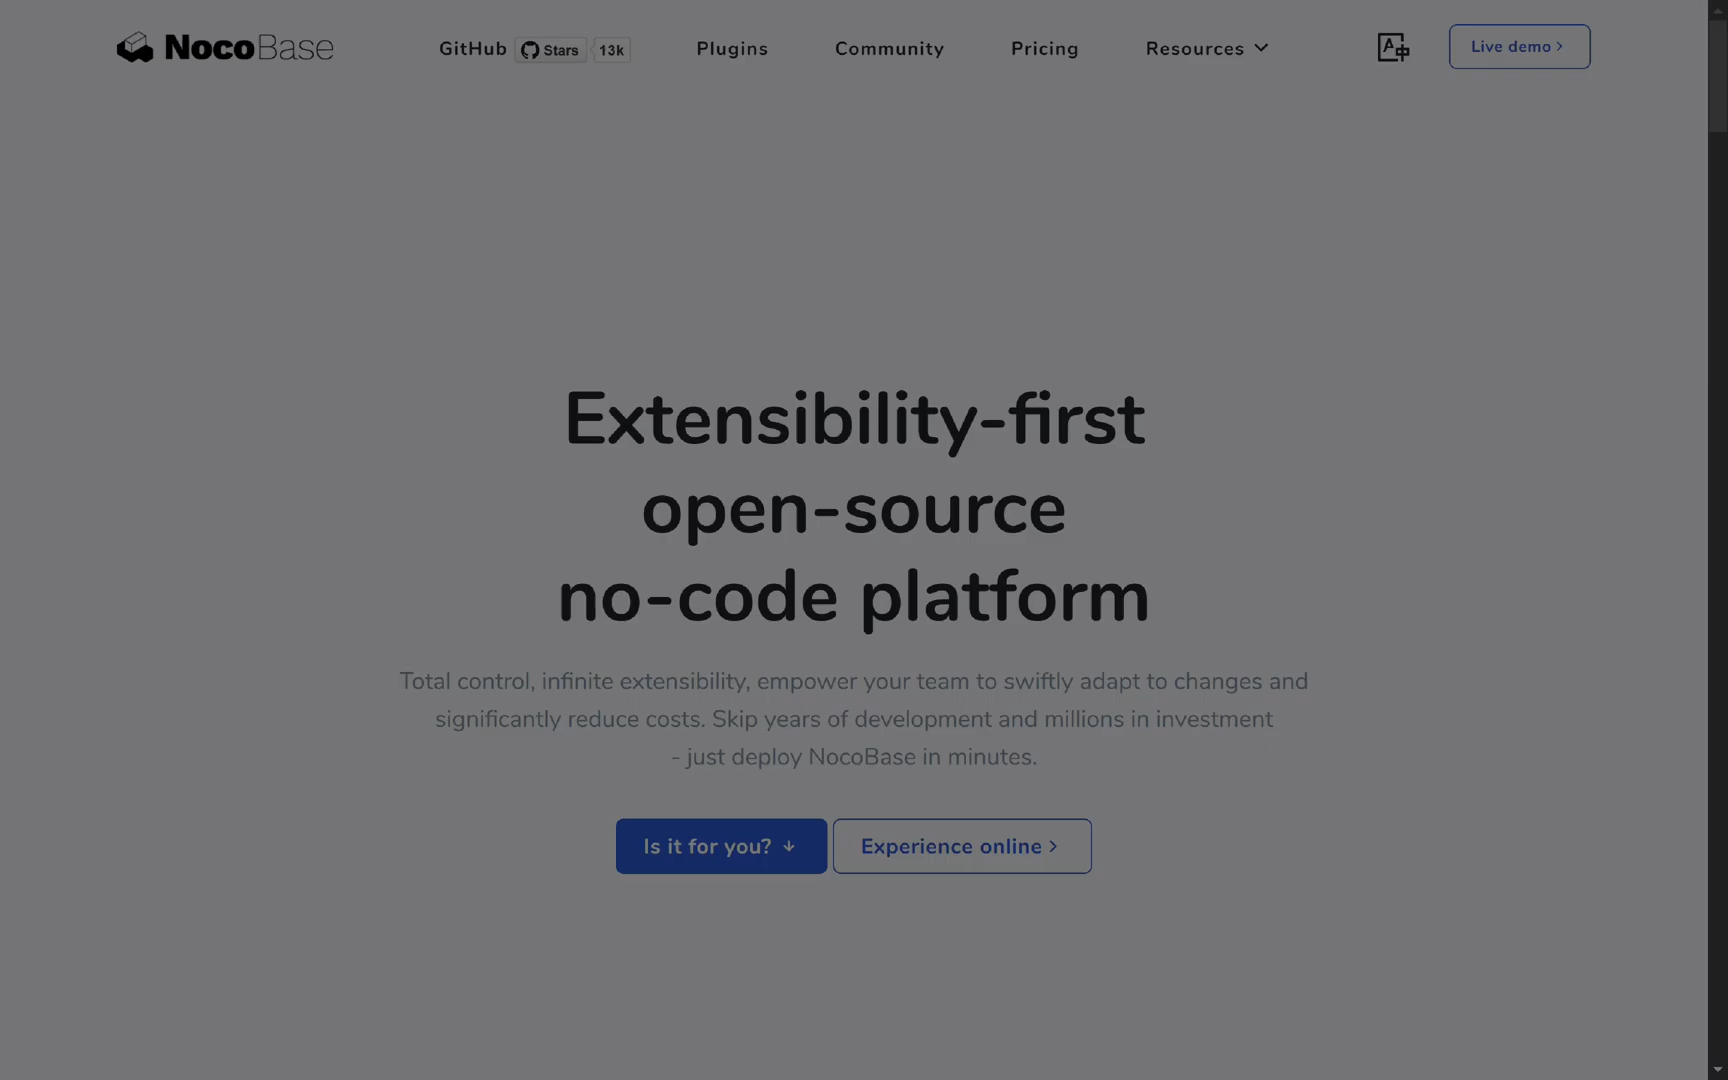 NocoBase
GitHub Stars 13k
Plugins
Community
Pricing
Resources
A
Live demo
Extensibility-first
open-source
no-code platform
Total control, infinite extensibility, empower your team to swiftly adapt to changes and
significantly reduce costs. Skip years of development and millions in investment
- just deploy NocoBase in minutes.
Is it for you?
Experience online